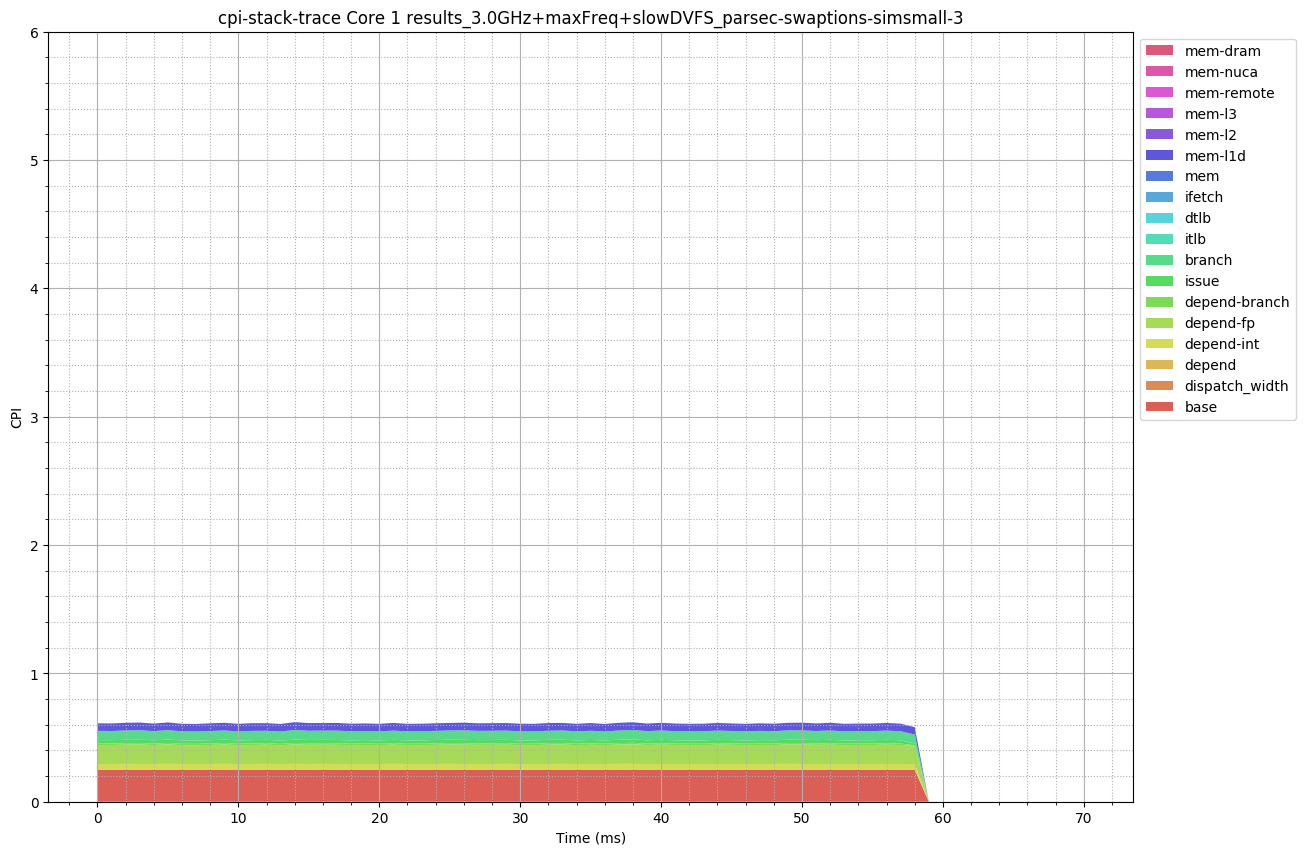 cpi-stack-trace Core 1 results_3.0GHz+maxFreq+slowDVFS_parsec-swaptions-simsmall-3
6
5
4
3
2
1
0
CPI
0 10 20 30 40 50 60 70
Time (ms)
mem-dram
mem-nuca
mem-remote
mem-l3
mem-l2
mem-l1d
mem
ifetch
dtlb
itlb
branch
issue
depend-branch
depend-fp
depend-int
depend
dispatch_width
base